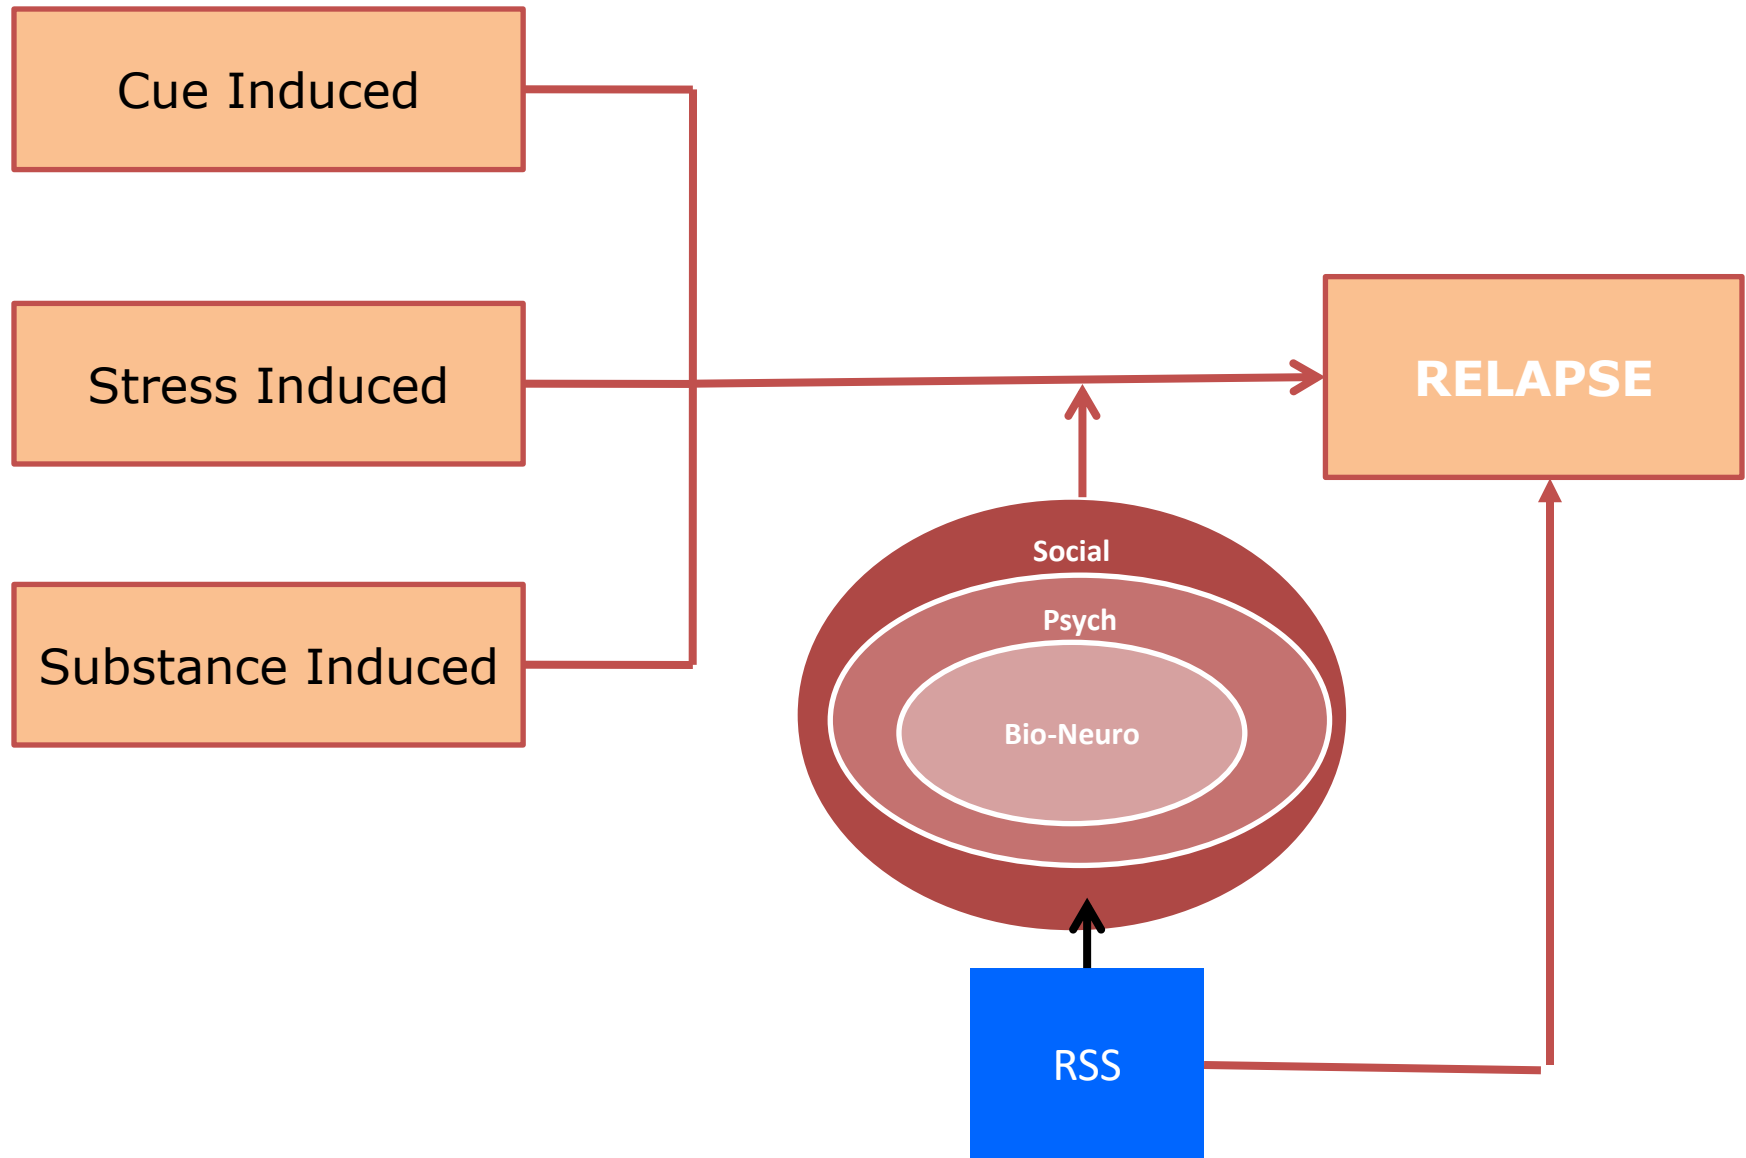 Cue Induced
Stress Induced
RELAPSE
Social
Psych
Substance Induced
Bio-Neuro
RSS